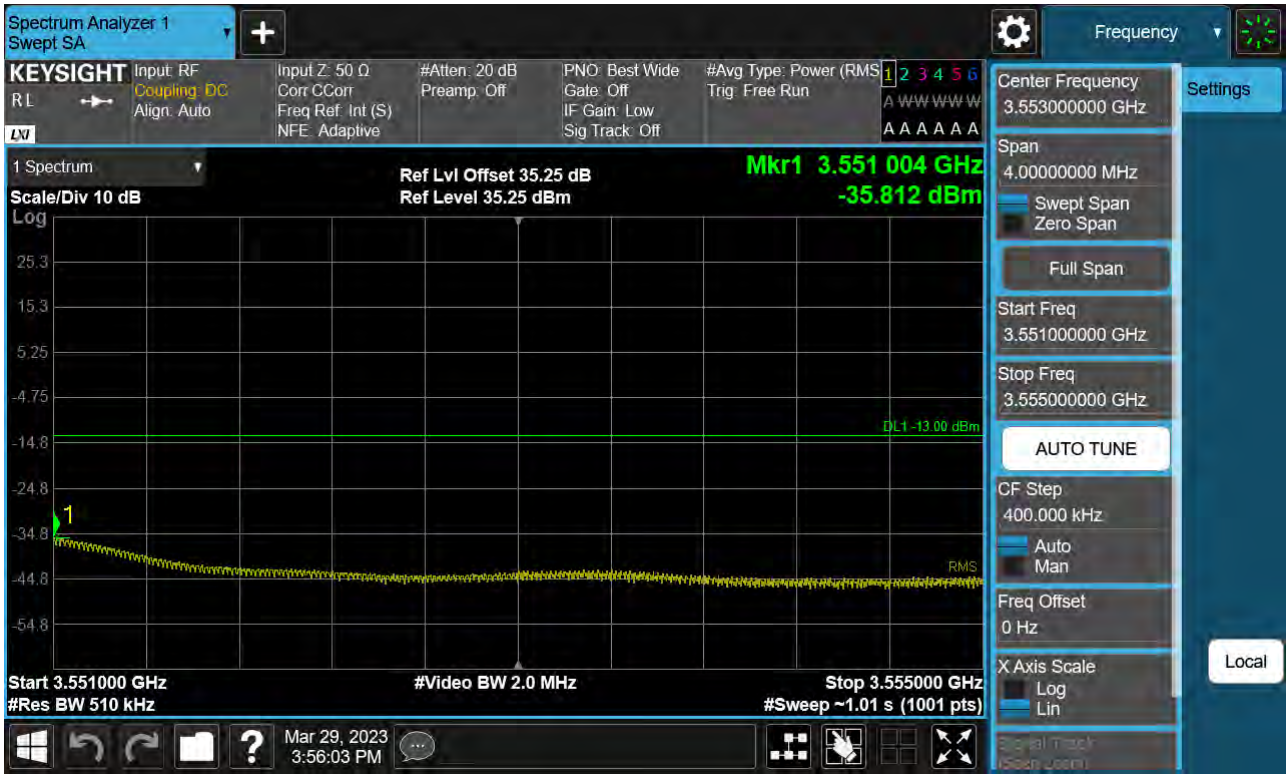 Spectrum Analyzer 1
Swept SA
Frequency
KEYSIGHT
RL
LXI
Input: RF
Coupling: DC
Align: Auto
Input Z: 50 Ω
Corr CCorr
Freq Ref: Int (S)
NFE: Adaptive
#Atten: 20 dB
Preamp: Off
PNO: Best Wide
Gate: Off
IF Gain: Low
Sig Track: Off
#Avg Type: Power (RMS
Trig: Free Run
1 2 3 4 5 6
A W W W W W
A A A A A A
1 Spectrum
Scale/Div 10 dB
Log
Ref Lvl Offset 35.25 dB
Ref Level 35.25 dBm
Mkr1 3.551 004 GHz
-35.812 dBm
25.3
15.3
5.25
-4.75
-14.8
-24.8
-34.8
-44.8
-54.8
DL1 -13.00 dBm
1
RMS
Start 3.551000 GHz
#Res BW 510 kHz
#Video BW 2.0 MHz
Stop 3.555000 GHz
#Sweep ~1.01 s (1001 pts)
Center Frequency
3.553000000 GHz
Span
4.00000000 MHz
Swept Span
Zero Span
Full Span
Start Freq
3.551000000 GHz
Stop Freq
3.555000000 GHz
AUTO TUNE
CF Step
400.000 kHz
Auto
Man
Freq Offset
0 Hz
X Axis Scale
Log
Lin
Signal Track
(Span Zoom)
Settings
Local
?
Mar 29, 2023
3:56:03 PM